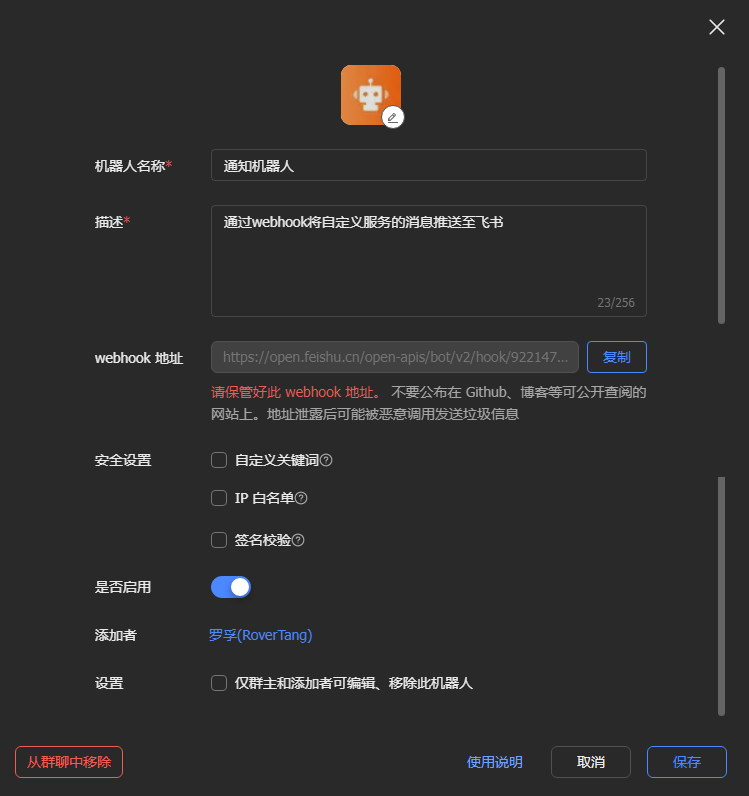 机器人名称*
通知机器人
描述*
通过webhook将自定义服务的消息推送至飞书
23/256
webhook 地址
https://open.feishu.cn/open-apis/bot/v2/hook/922147...
复制
请保管好此 webhook 地址。 不要公布在 Github、博客等可公开查阅的
网站上。地址泄露后可能被恶意调用发送垃圾信息
安全设置
自定义关键词
IP 白名单
签名校验
是否启用
添加者
罗孚(RoverTang)
设置
仅群主和添加者可编辑、移除此机器人
从群聊中移除
使用说明
取消
保存